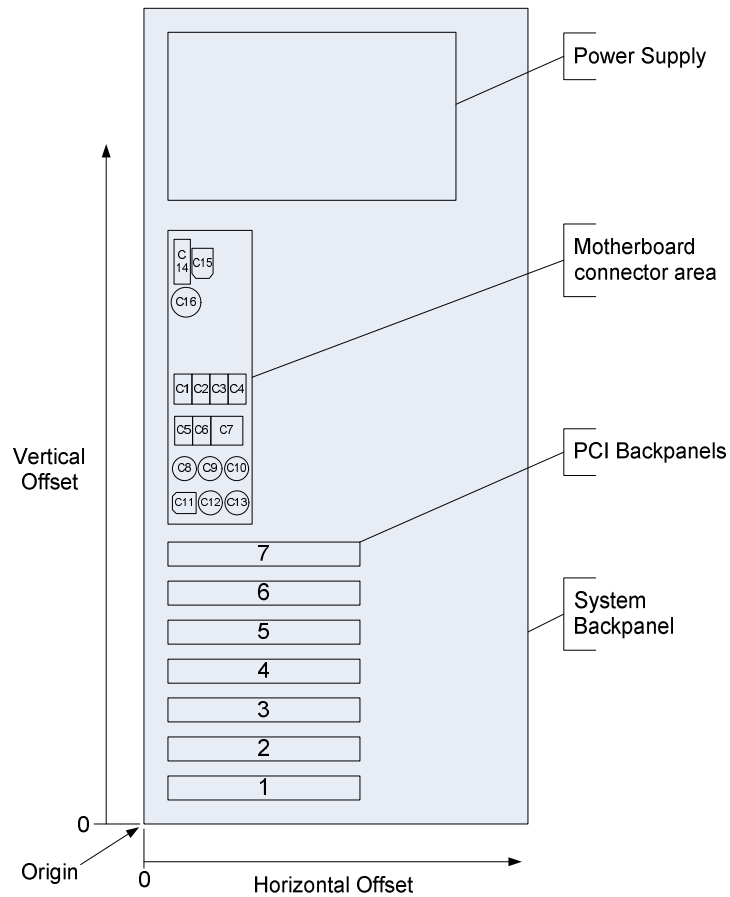 Power Supply
Motherboard
connector area
C
14
C15
C16
C1 C2 C3 C4
C5 C6 C7
C8 C9 C10
C11 C12 C13
Vertical
Offset
PCI Backpanels
7
6
5
4
3
2
1
System
Backpanel
0
Origin
0
Horizontal Offset